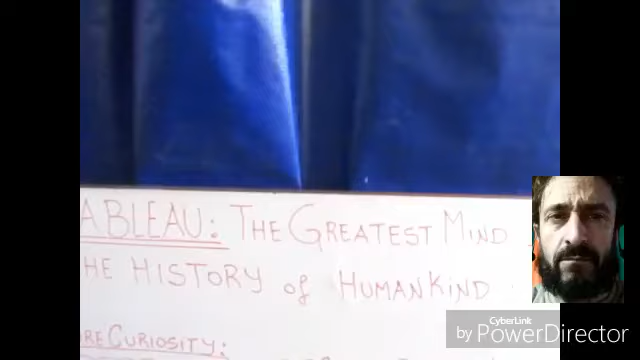 ABLEAU: THE GREATEST MIND
HE HISTORY of HUMANKIND
RE CURIOSITY:
CyberLink
by PowerDirector